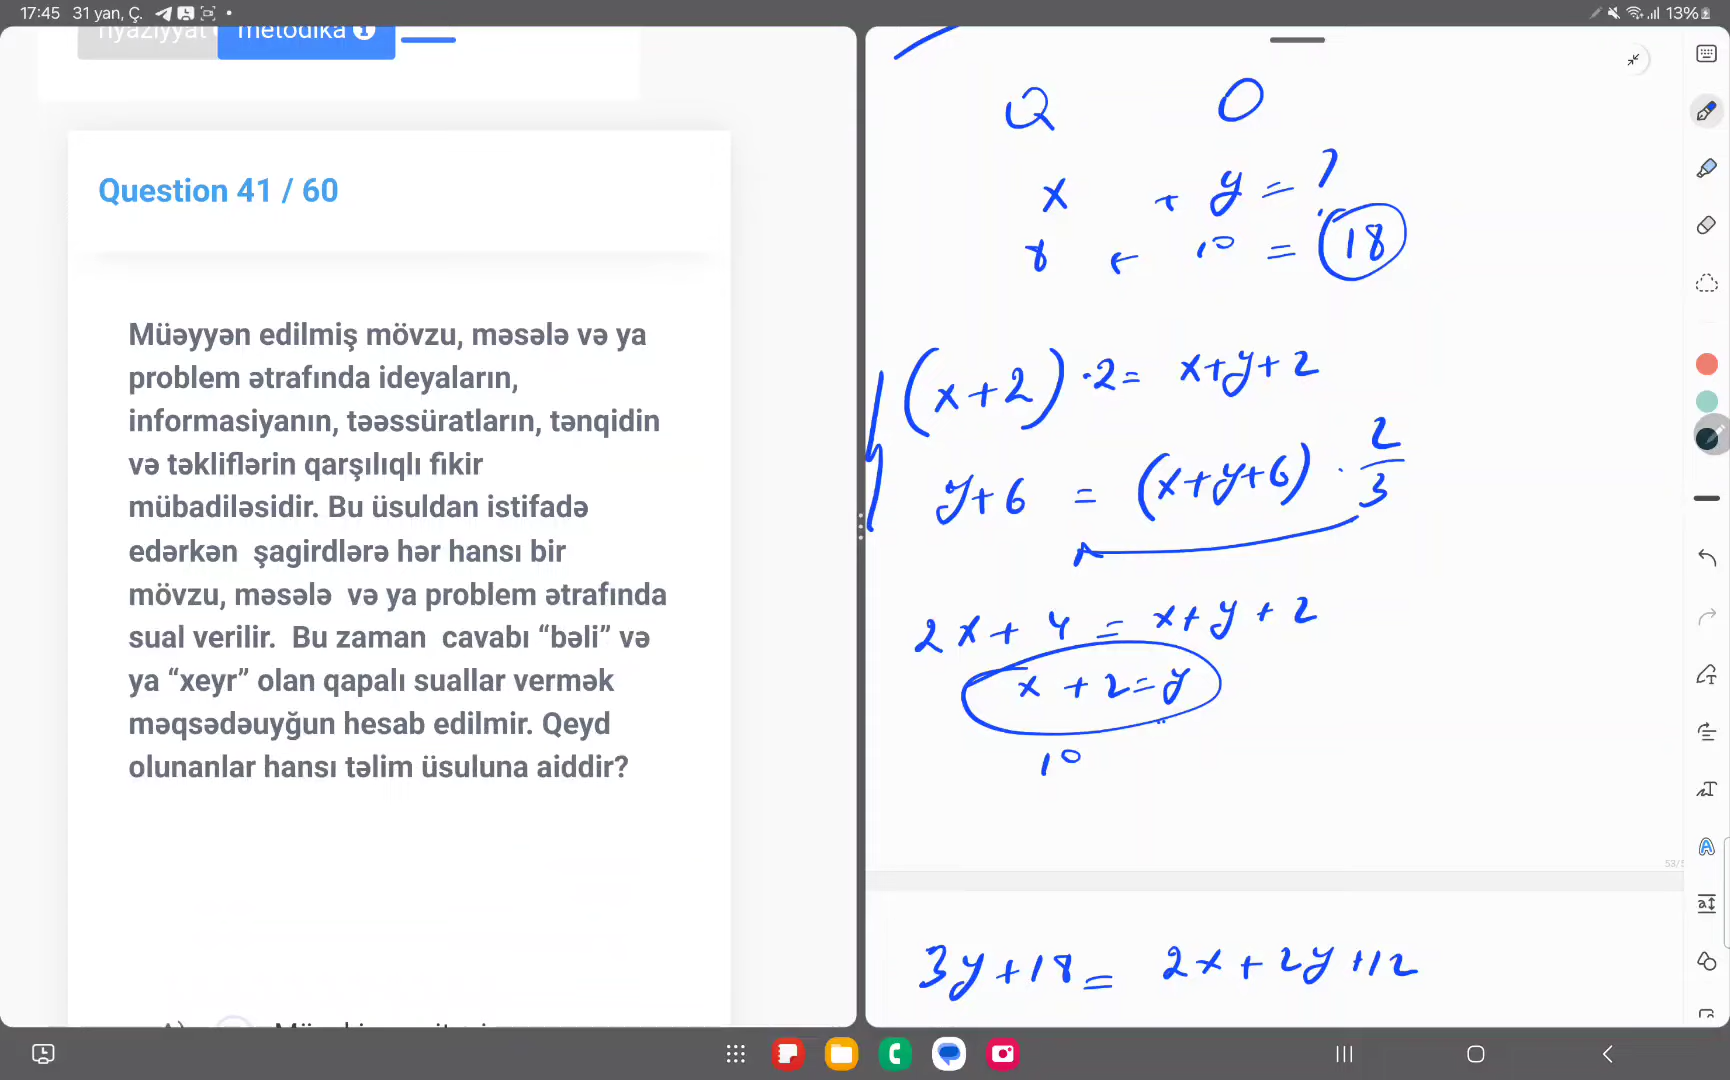 17:45 31 yan, Ç. 13%
riyaziyyat metodika
Question 41 / 60
Müəyyən edilmiş mövzu, məsələ və ya
problem ətrafında ideyaların,
informasiyanın, təəssüratların, tənqidin
və təkliflərin qarşılıqlı fikir
mübadiləsidir. Bu üsuldan istifadə
edərkən şagirdlərə hər hansı bir
mövzu, məsələ və ya problem ətrafında
sual verilir. Bu zaman cavabı “bəli” və
ya “xeyr” olan qapalı suallar vermək
məqsədəuyğun hesab edilmir. Qeyd
olunanlar hansı təlim üsuluna aiddir?
Q O
x + y = ?
8 + 10 = 18
(x+2)·2= x+y+2
y+6 = (x+y+6) · 2/3
2x+4 = x+y+2
x+2=y
10
53/5
3y+18= 2x+2y+12